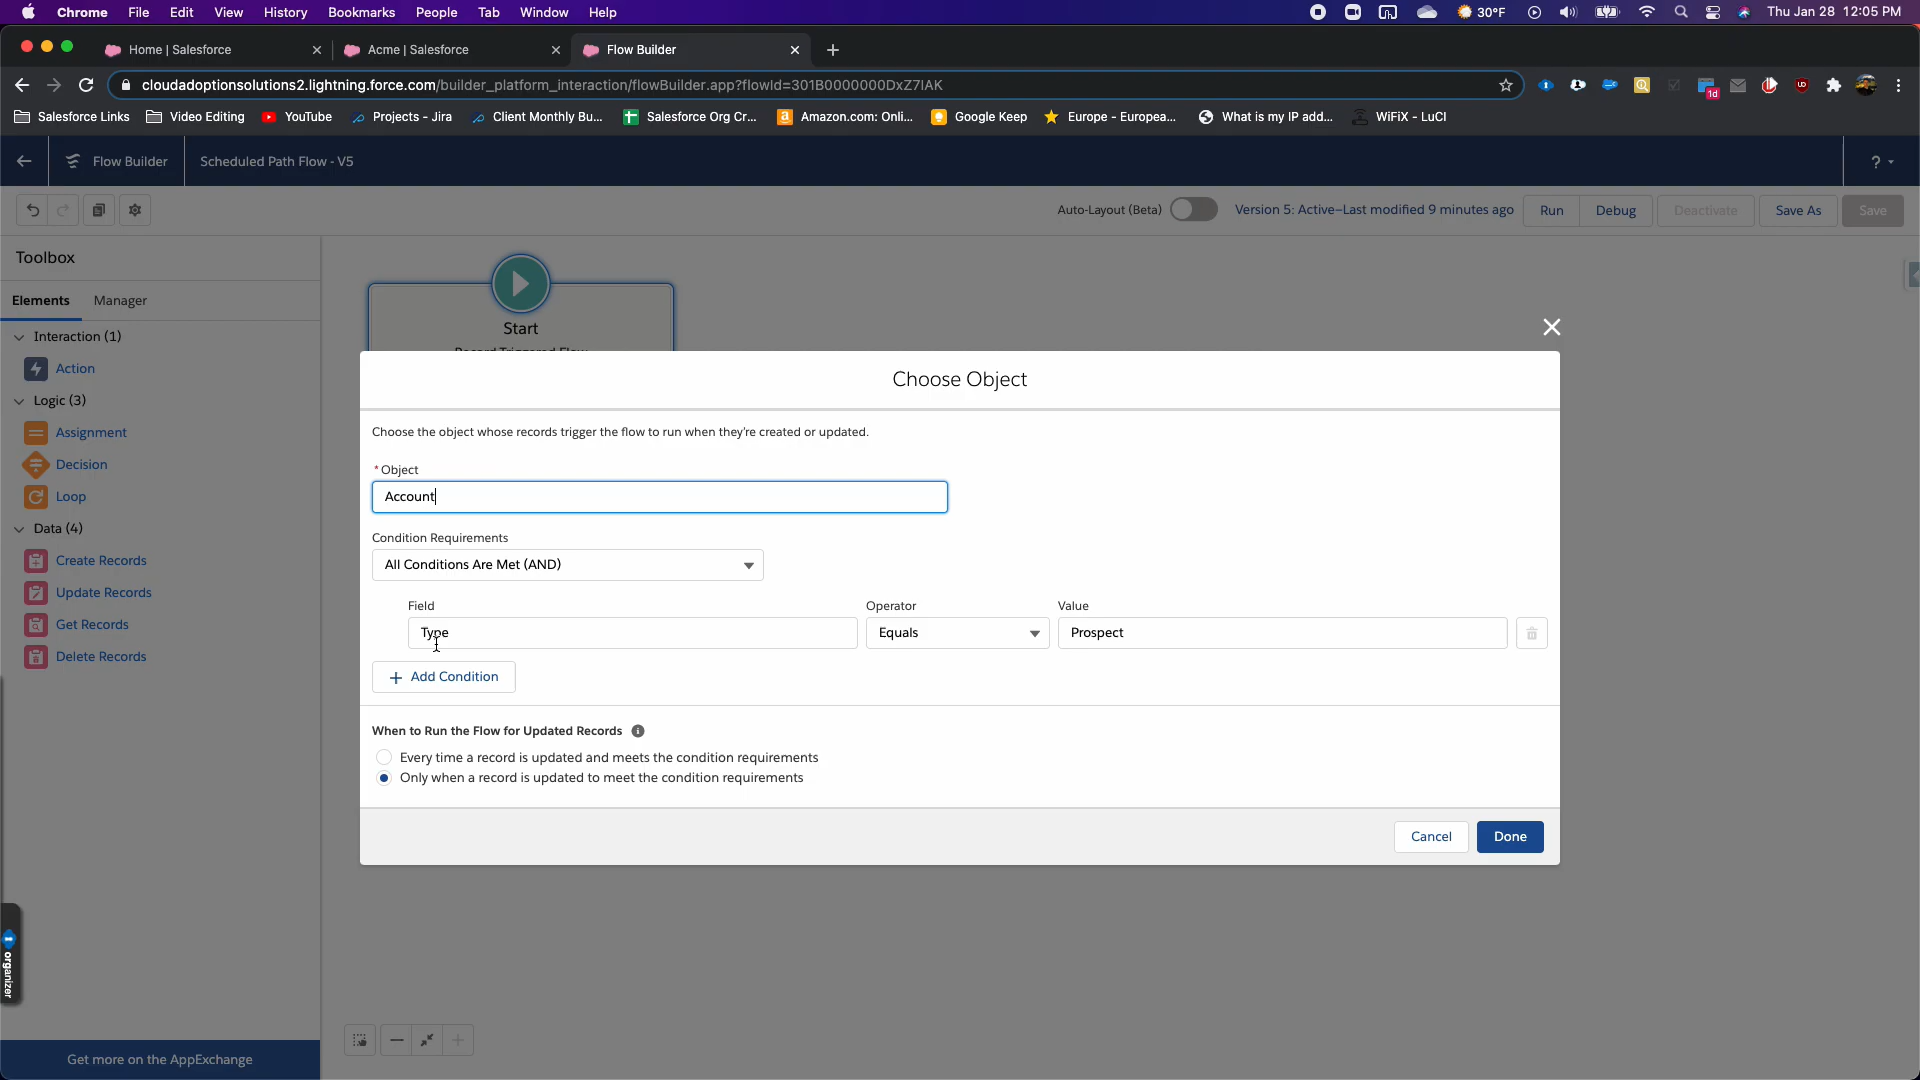 Chrome File Edit View History Bookmarks People Tab Window Help
30°F Thu Jan 28 12:05 PM
Home | Salesforce
Acme | Salesforce
Flow Builder
cloudadoptionsolutions2.lightning.force.com/builder_platform_interaction/flowBuilder.app?flowId=301B0000000DxZ7IAK
1d
Salesforce Links Video Editing YouTube Projects - Jira Client Monthly Bu... Salesforce Org Cr... Amazon.com: Onli... Google Keep Europe - Europea... What is my IP add... WiFiX - LuCI
Flow Builder Scheduled Path Flow - V5 ?
Auto-Layout (Beta) Version 5: Active–Last modified 9 minutes ago Run Debug Deactivate Save As Save
Toolbox
Elements Manager
Interaction (1)
Action
Logic (3)
Assignment
Decision
Loop
Data (4)
Create Records
Update Records
Get Records
Delete Records
organizer
Get more on the AppExchange
Start
Record-Triggered Flow
Choose Object
Choose the object whose records trigger the flow to run when they're created or updated.
* Object
Account
Condition Requirements
All Conditions Are Met (AND)
Field Operator Value
Type Equals Prospect
+ Add Condition
When to Run the Flow for Updated Records
Every time a record is updated and meets the condition requirements
Only when a record is updated to meet the condition requirements
Cancel Done